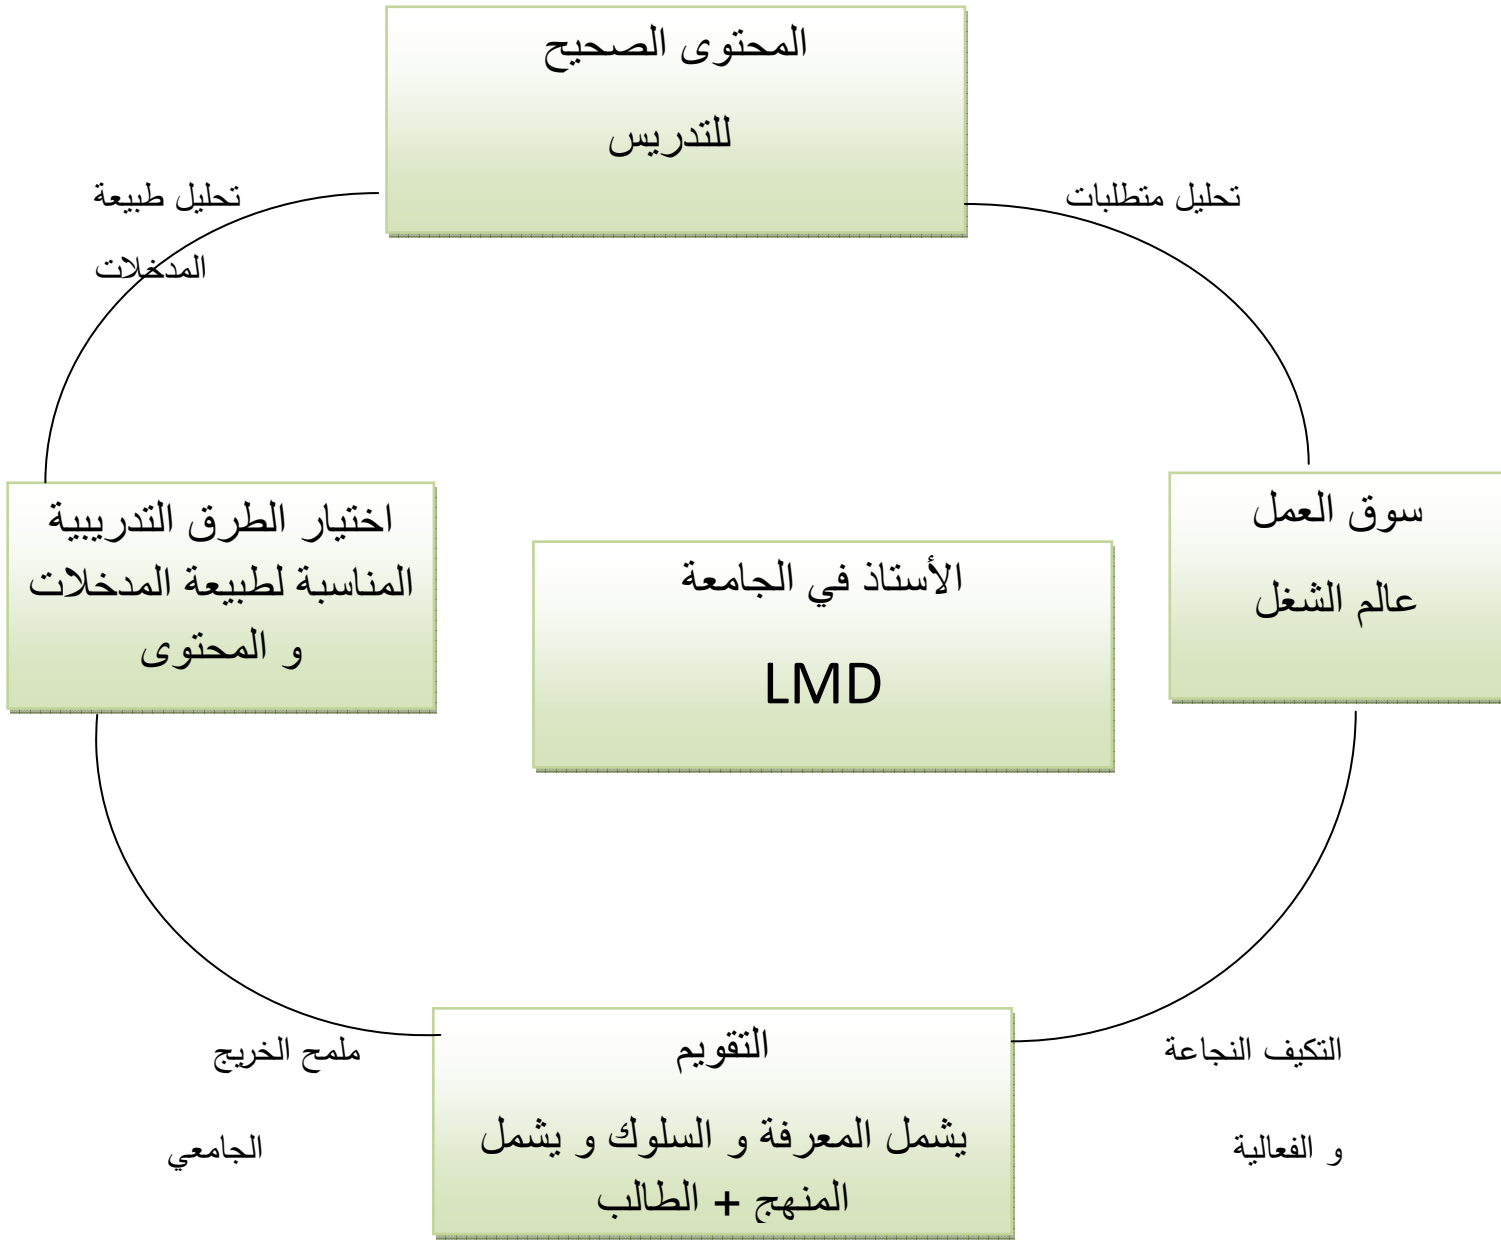 المحتوى الصحيح
للتدريس
تحليل متطلبات
تحليل طبيعة
المدخلات
سوق العمل
عالم الشغل
الأستاذ في الجامعة
LMD
اختيار الطرق التدريبية
المناسبة لطبيعة المدخلات
و المحتوى
التكيف النجاعة
و الفعالية
التقويم
يشمل المعرفة و السلوك و يشمل
المنهج + الطالب
ملمح الخريج
الجامعي